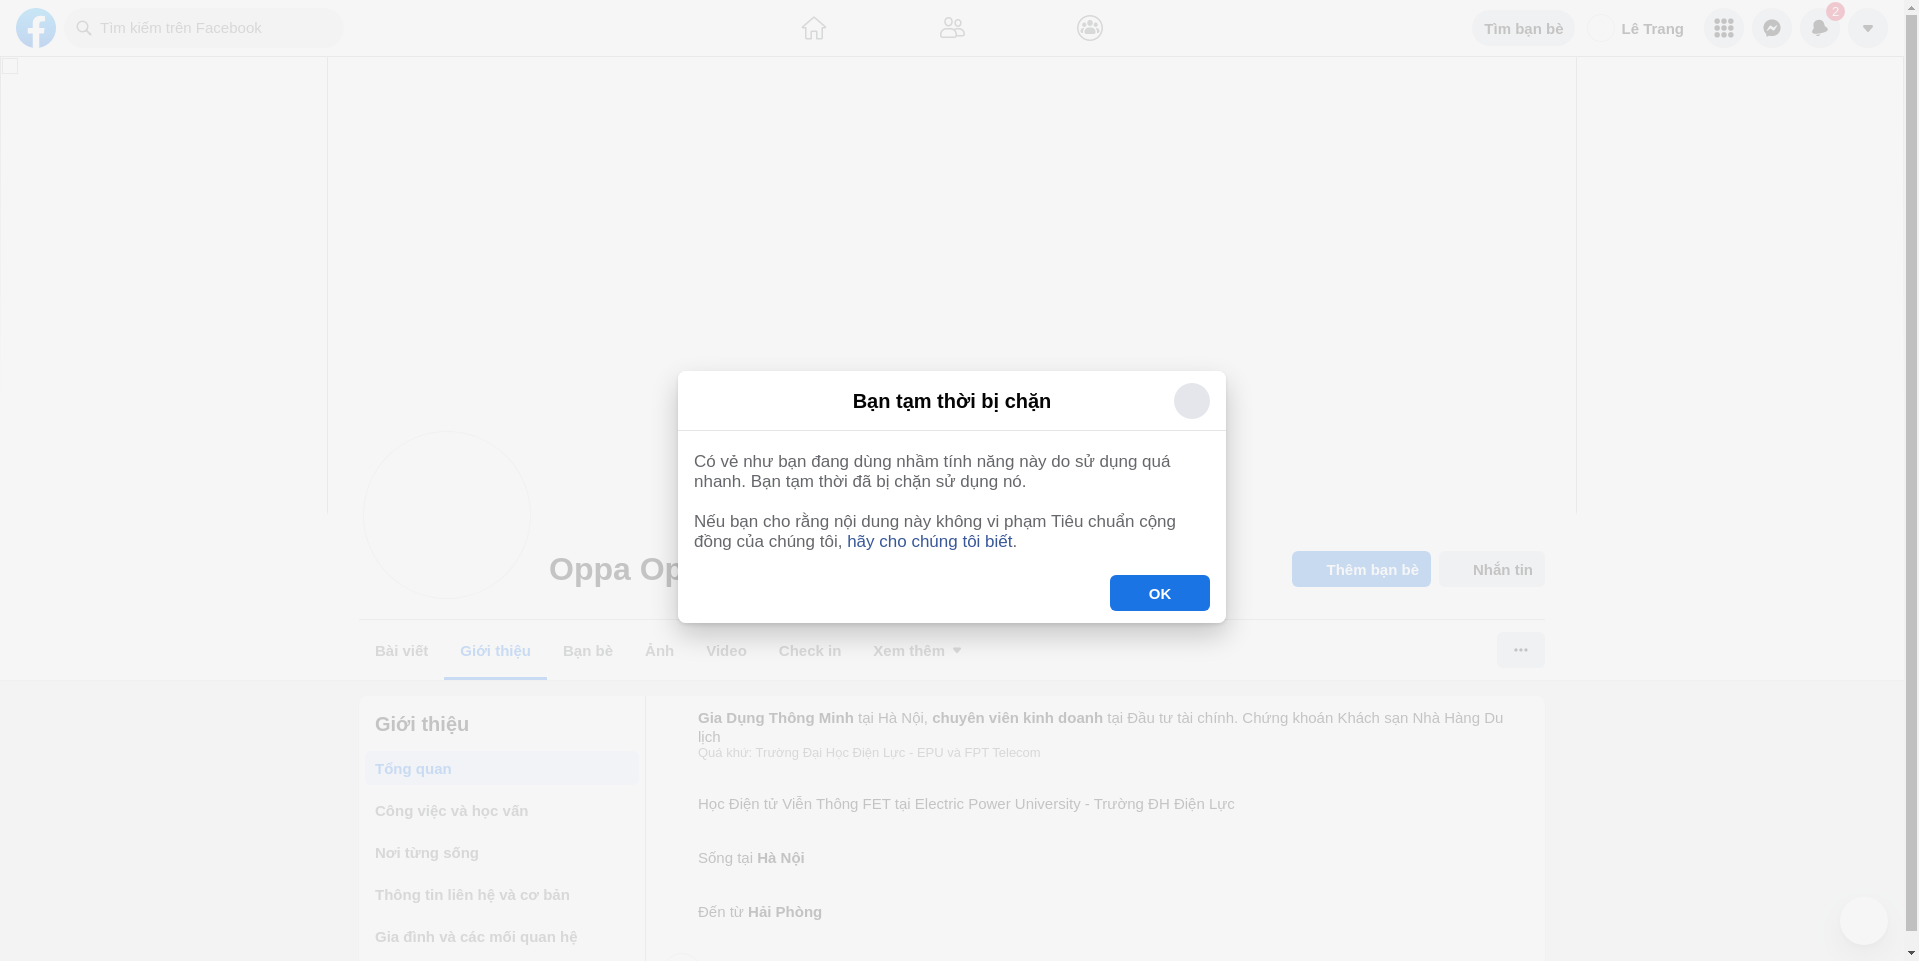 Tìm kiếm trên Facebook
Tìm bạn bè
Lê Trang
2
Bạn tạm thời bị chặn
Có vẻ như bạn đang dùng nhầm tính năng này do sử dụng quá
nhanh. Bạn tạm thời đã bị chặn sử dụng nó.
Nếu bạn cho rằng nội dung này không vi phạm Tiêu chuẩn cộng
đồng của chúng tôi, hãy cho chúng tôi biết.
OK
Oppa Op
Thêm bạn bè
Nhắn tin
Bài viết
Giới thiệu
Bạn bè
Ảnh
Video
Check in
Xem thêm
Giới thiệu
Tổng quan
Công việc và học vấn
Nơi từng sống
Thông tin liên hệ và cơ bản
Gia đình và các mối quan hệ
Gia Dụng Thông Minh tại Hà Nội, chuyên viên kinh doanh tại Đầu tư tài chính. Chứng khoán Khách sạn Nhà Hàng Du
lịch
Quá khứ: Trường Đại Học Điện Lực - EPU và FPT Telecom
Học Điện tử Viễn Thông FET tại Electric Power University - Trường ĐH Điện Lực
Sống tại Hà Nội
Đến từ Hải Phòng